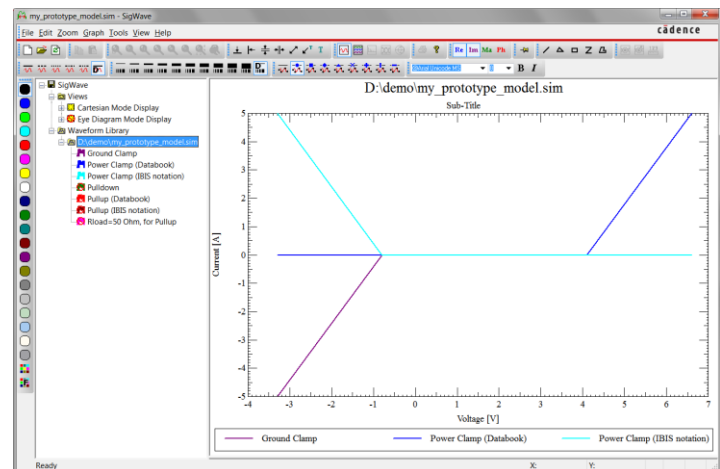 my_prototype_model.sim - SigWave
File Edit Zoom Graph Tools View Help
cādence
Re Im Ma Ph
B I
SigWave
Views
Cartesian Mode Display
Eye Diagram Mode Display
Waveform Library
D:\demo\my_prototype_model.sim
Ground Clamp
Power Clamp (Databook)
Power Clamp (IBIS notation)
Pulldown
Pullup (Databook)
Pullup (IBIS notation)
Rload=50 Ohm, for Pullup
D:\demo\my_prototype_model.sim
Sub-Title
5
4
3
2
1
0
-1
-2
-3
-4
-5
Current [A]
-4 -3 -2 -1 0 1 2 3 4 5 6 7
Voltage [V]
Ground Clamp Power Clamp (Databook) Power Clamp (IBIS notation)
Ready X: Y: